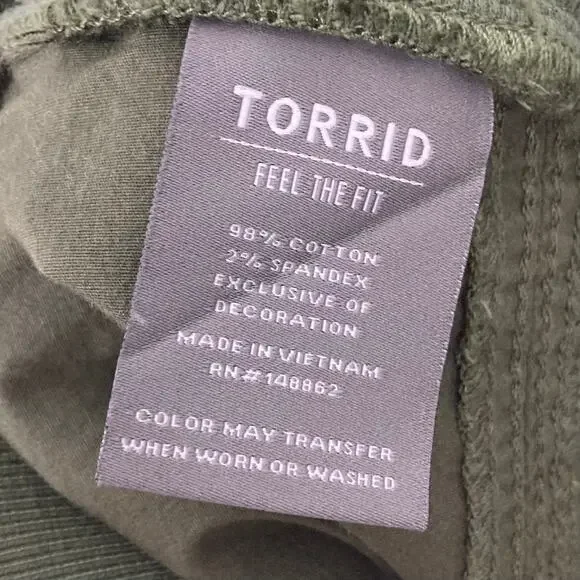 TORRID
FEEL THE FIT
98% COTTON
2% SPANDEX
EXCLUSIVE OF
DECORATION
MADE IN VIETNAM
RN#148862
COLOR MAY TRANSFER
WHEN WORN OR WASHED